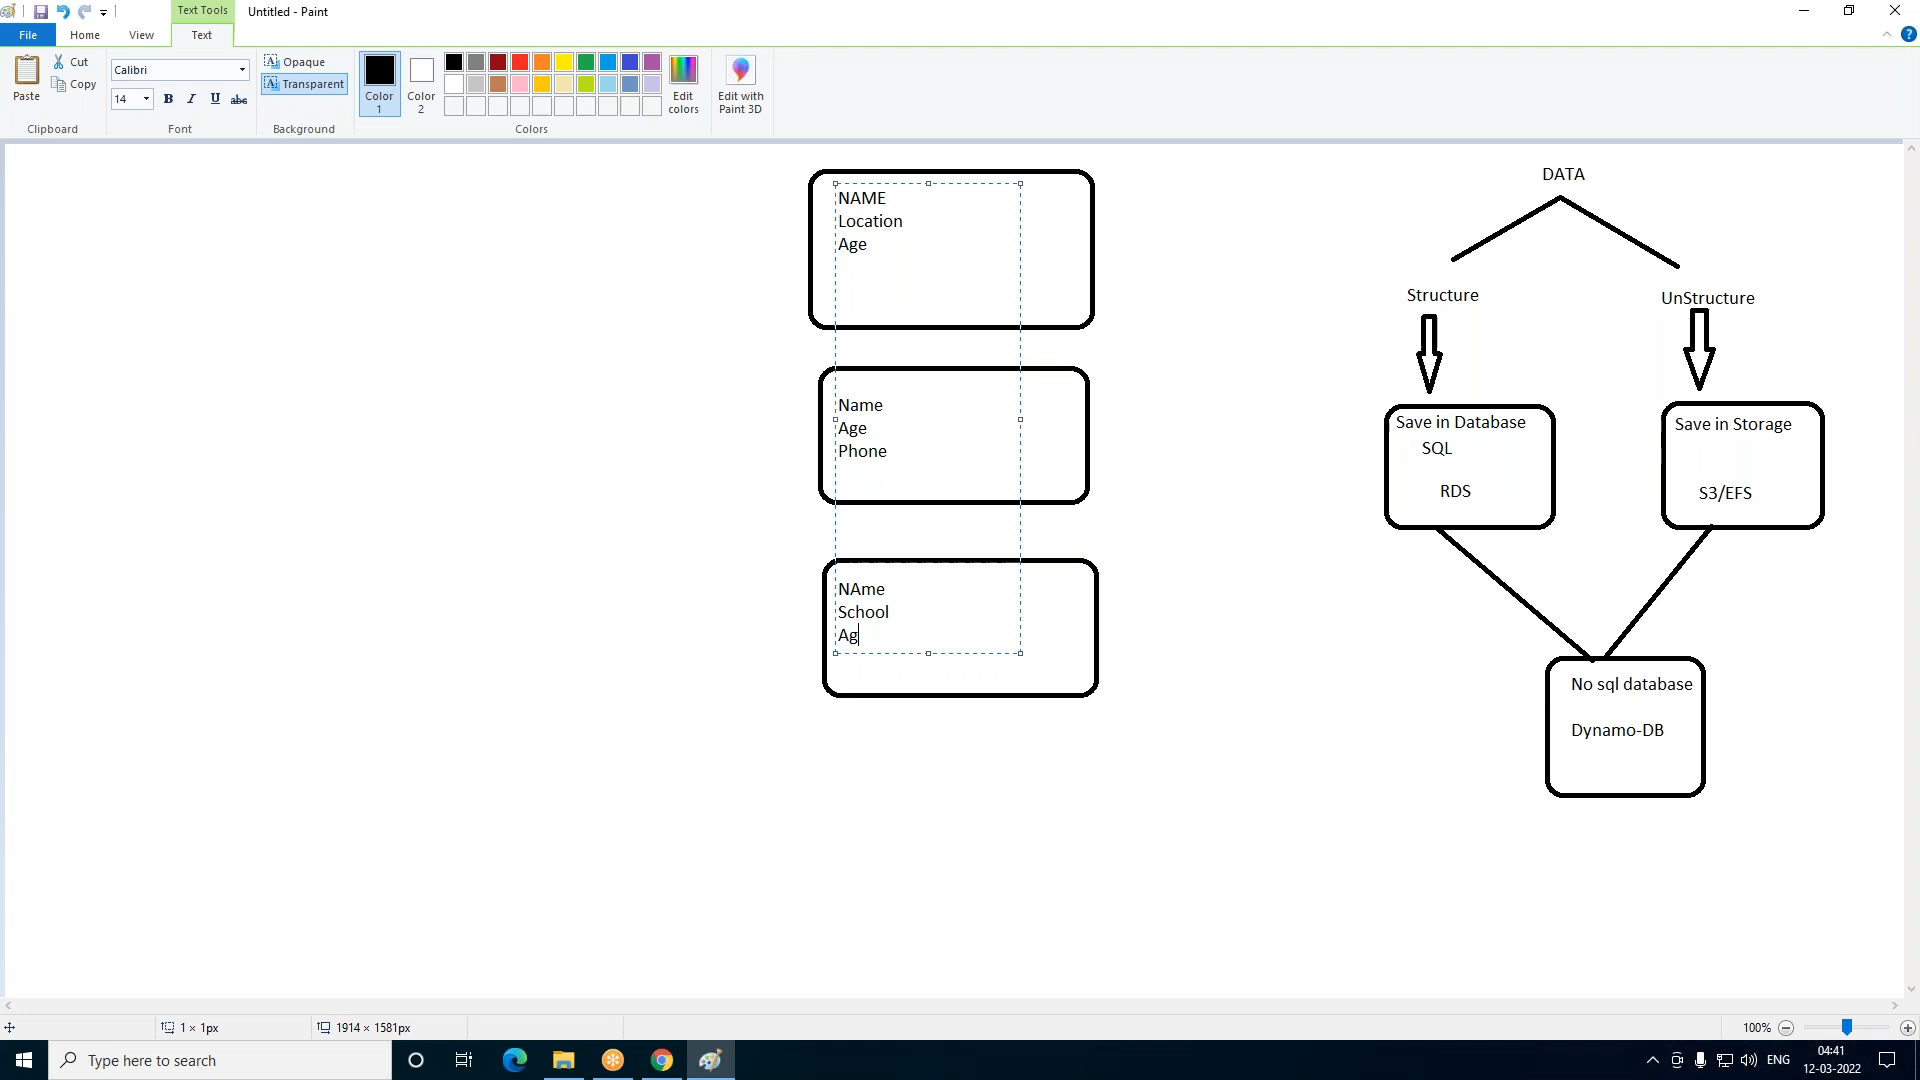 Text Tools
Untitled - Paint
File
Home
View
Text
Paste
Cut
Copy
Clipboard
Calibri
14
B
I
U
abc
Font
Opaque
Transparent
Background
Color 1
Color 2
Edit colors
Colors
Edit with Paint 3D
NAME
Location
Age
Name
Age
Phone
NAme
School
Ag
DATA
Structure
UnStructure
Save in Database
SQL
RDS
Save in Storage
S3/EFS
No sql database
Dynamo-DB
1 × 1px
1914 × 1581px
100%
Type here to search
ENG
04:41
12-03-2022